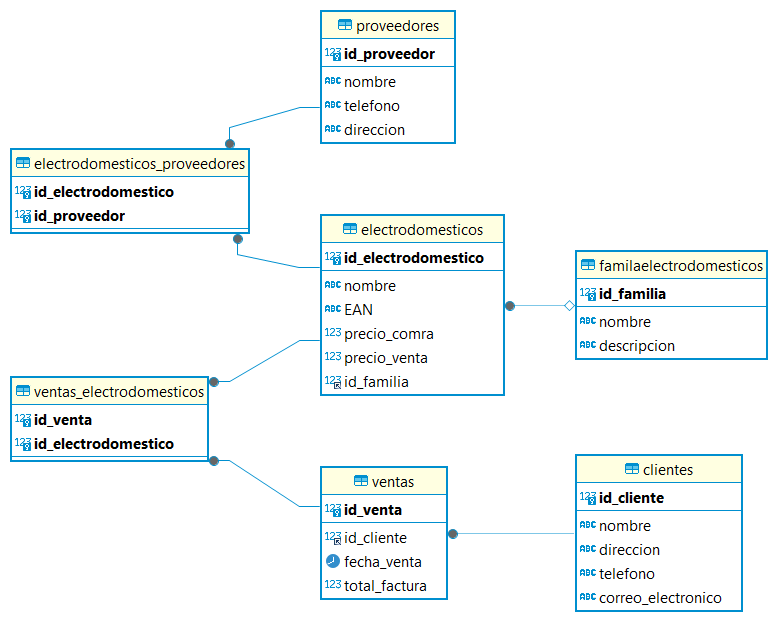 proveedores
123 id_proveedor
ABC nombre
ABC telefono
ABC direccion
electrodomesticos_proveedores
123 id_electrodomestico
123 id_proveedor
electrodomesticos
123 id_electrodomestico
ABC nombre
ABC EAN
123 precio_comra
123 precio_venta
123 id_familia
familaelectrodomesticos
123 id_familia
ABC nombre
ABC descripcion
ventas_electrodomesticos
123 id_venta
123 id_electrodomestico
ventas
123 id_venta
123 id_cliente
fecha_venta
123 total_factura
clientes
123 id_cliente
ABC nombre
ABC direccion
ABC telefono
ABC correo_electronico